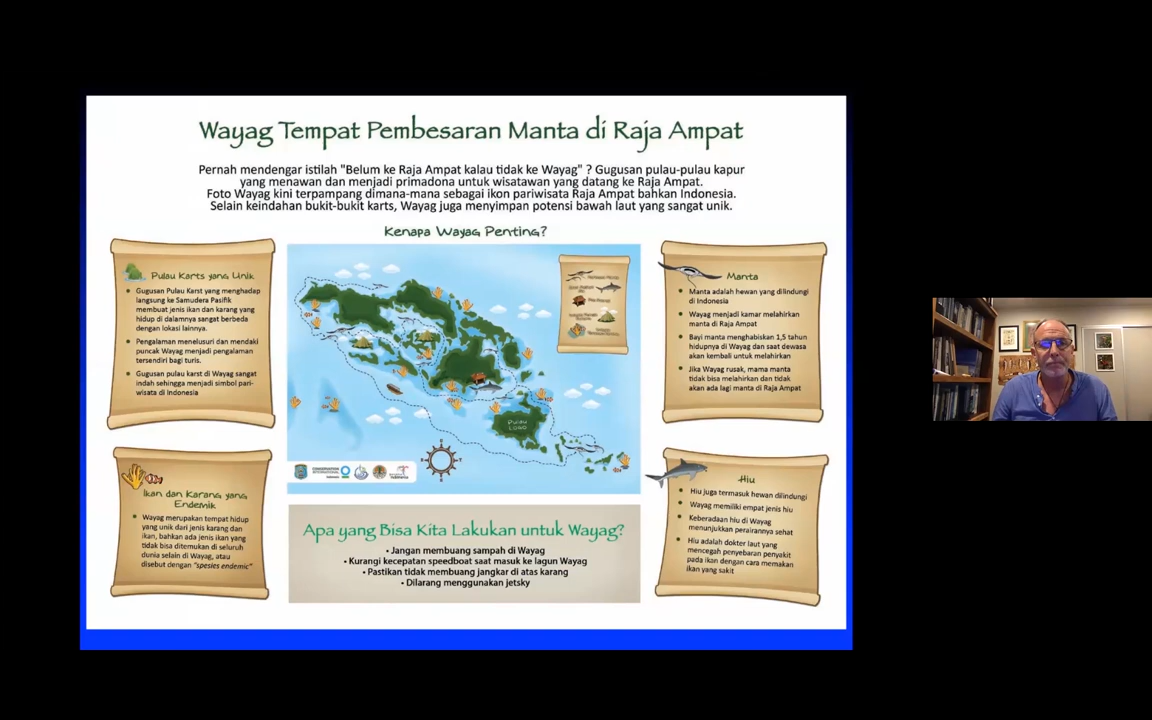 Wayag Tempat Pembesaran Manta di Raja Ampat
Pernah mendengar istilah "Belum ke Raja Ampat kalau tidak ke Wayag" ? Gugusan pulau-pulau kapur
yang menawan dan menjadi primadona untuk wisatawan yang datang ke Raja Ampat.
Foto Wayag kini terpampang dimana-mana sebagai ikon pariwisata Raja Ampat bahkan Indonesia.
Selain keindahan bukit-bukit karts, Wayag juga menyimpan potensi bawah laut yang sangat unik.
Kenapa Wayag Penting?
Pulau Karts yang Unik
Gugusan Pulau Karst yang menghadap
langsung ke Samudera Pasifik
membuat jenis ikan dan karang yang
hidup di dalamnya sangat berbeda
dengan lokasi lainnya.
Pengalaman menelusuri dan mendaki
puncak Wayag menjadi pengalaman
tersendiri bagi turis.
Gugusan pulau karst di Wayag sangat
indah sehingga menjadi simbol pari-
wisata di Indonesia
Ikan dan Karang yang
Endemik
Wayag merupakan tempat hidup
yang unik dari jenis karang dan
ikan, bahkan ada jenis ikan yang
tidak bisa ditemukan di seluruh
dunia selain di Wayag, atau
disebut dengan "spesies endemic"
Pulau
CONSERVATION
INTERNATIONAL
Indonesia
Apa yang Bisa Kita Lakukan untuk Wayag?
• Jangan membuang sampah di Wayag
• Kurangi kecepatan speedboat saat masuk ke lagun Wayag
• Pastikan tidak membuang jangkar di atas karang
• Dilarang menggunakan jetsky
Manta
Manta adalah hewan yang dilindungi
di Indonesia
Wayag menjadi kamar melahirkan
manta di Raja Ampat
Bayi manta menghabiskan 1,5 tahun
hidupnya di Wayag dan saat dewasa
akan kembali untuk melahirkan
Jika Wayag rusak, mama manta
tidak bisa melahirkan dan tidak
akan ada lagi manta di Raja Ampat
Hiu
Hiu juga termasuk hewan dilindungi
Wayag memiliki empat jenis hiu
Keberadaan hiu di Wayag
menunjukkan perairannya sehat
Hiu adalah dokter laut yang
mencegah penyebaran penyakit
pada ikan dengan cara memakan
ikan yang sakit